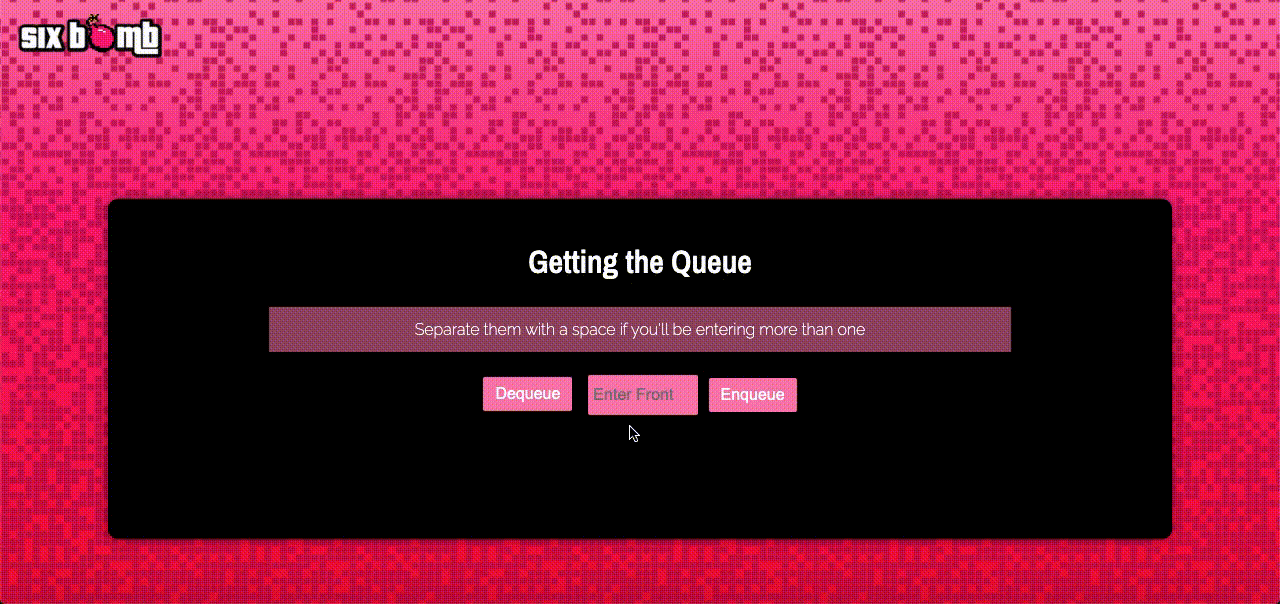 six bomb
Getting the Queue
Separate them with a space if you'll be entering more than one
Dequeue
Enter Front
Enqueue